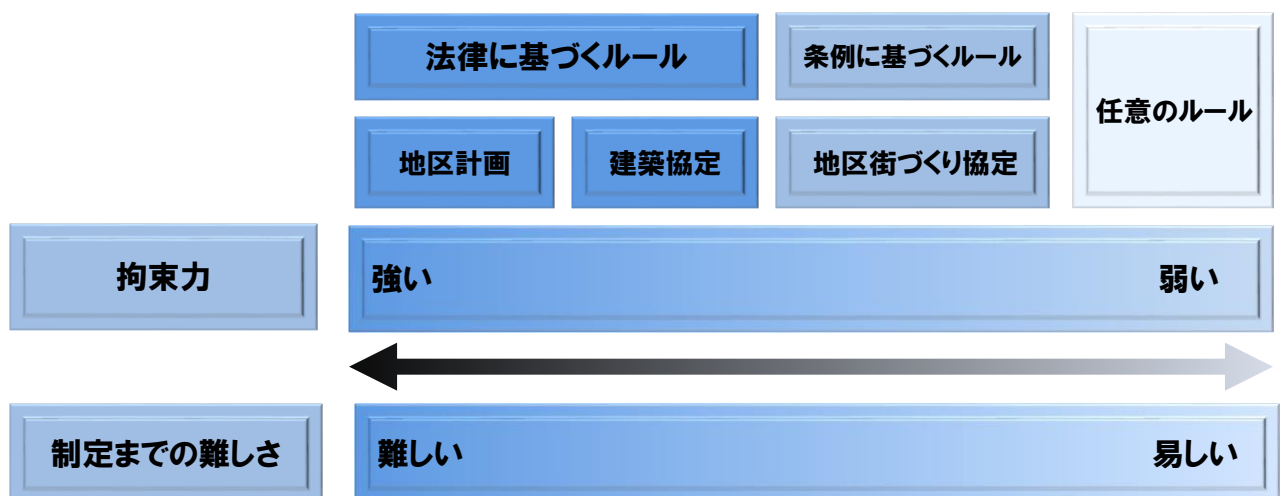 法律に基づくルール
条例に基づくルール
任意のルール
地区計画
建築協定
地区街づくり協定
拘束力
強い
弱い
制定までの難しさ
難しい
易しい